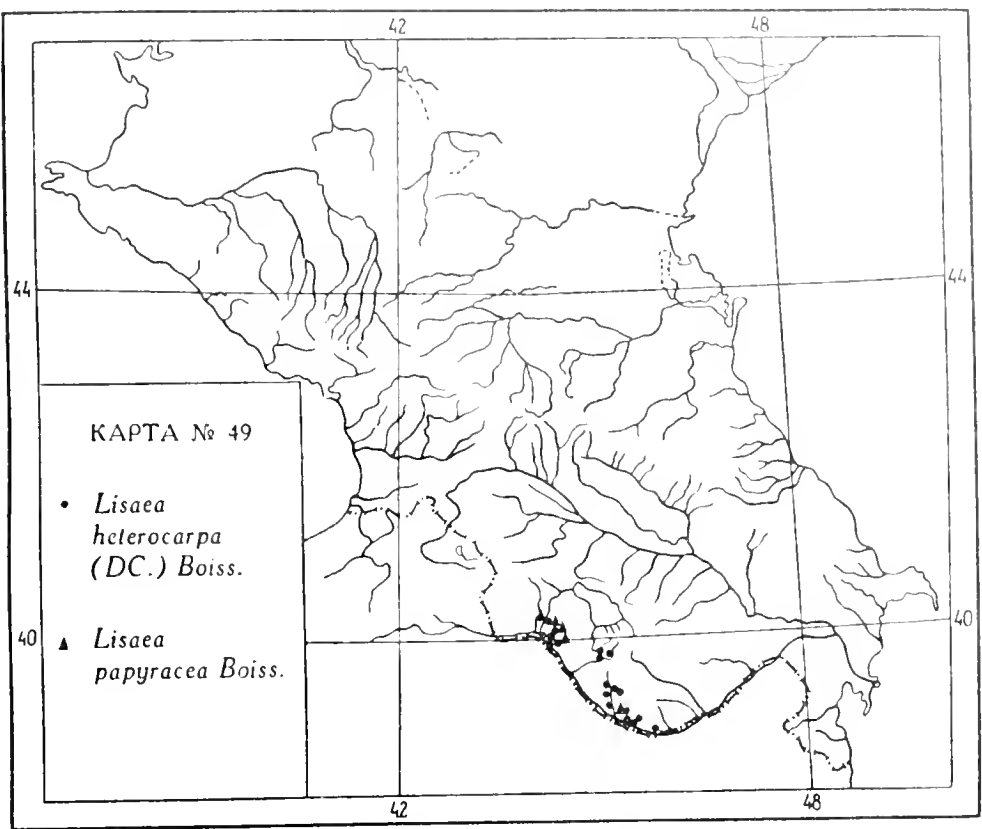 42
48
44
44
КАРТА № 49
• Lisaea
heterocarpa
(DC.) Boiss.
▲ Lisaea
papyracea Boiss.
40
40
42
48